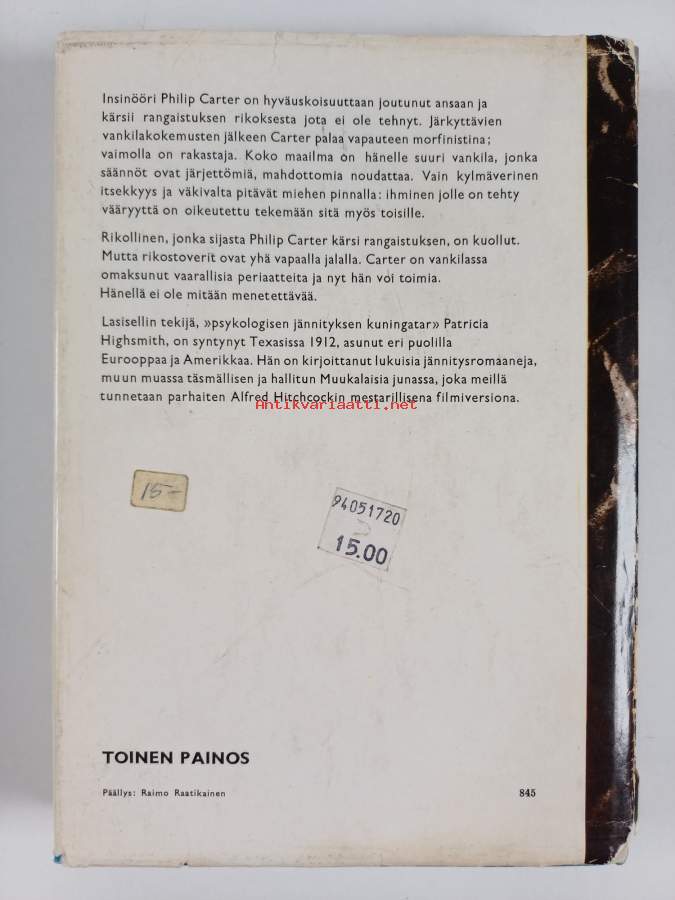 Insinööri Philip Carter on hyväuskoisuuttaan joutunut ansaan ja
kärsii rangaistuksen rikoksesta jota ei ole tehnyt. Järkyttävien
vankilakokemusten jälkeen Carter palaa vapauteen morfinistina;
vaimolla on rakastaja. Koko maailma on hänelle suuri vankila, jonka
säännöt ovat järjettömiä, mahdottomia noudattaa. Vain kylmäverinen
itsekkyys ja väkivalta pitävät miehen pinnalla: ihminen jolle on tehty
vääryyttä on oikeutettu tekemään sitä myös toisille.
Rikollinen, jonka sijasta Philip Carter kärsi rangaistuksen, on kuollut.
Mutta rikostoverit ovat yhä vapaalla jalalla. Carter on vankilassa
omaksunut vaarallisia periaatteita ja nyt hän voi toimia.
Hänellä ei ole mitään menetettävää.
Lasisellin tekijä, »psykologisen jännityksen kuningatar» Patricia
Highsmith, on syntynyt Texasissa 1912, asunut eri puolilla
Eurooppaa ja Amerikkaa. Hän on kirjoittanut lukuisia jännitysromaaneja,
muun muassa täsmällisen ja hallitun Muukalaisia junassa, joka meillä
tunnetaan parhaiten Alfred Hitchcockin mestarillisena filmiversiona.
Antikvariaatti.net
15-
94051720
15.00
TOINEN PAINOS
Päällys: Raimo Raatikainen
845